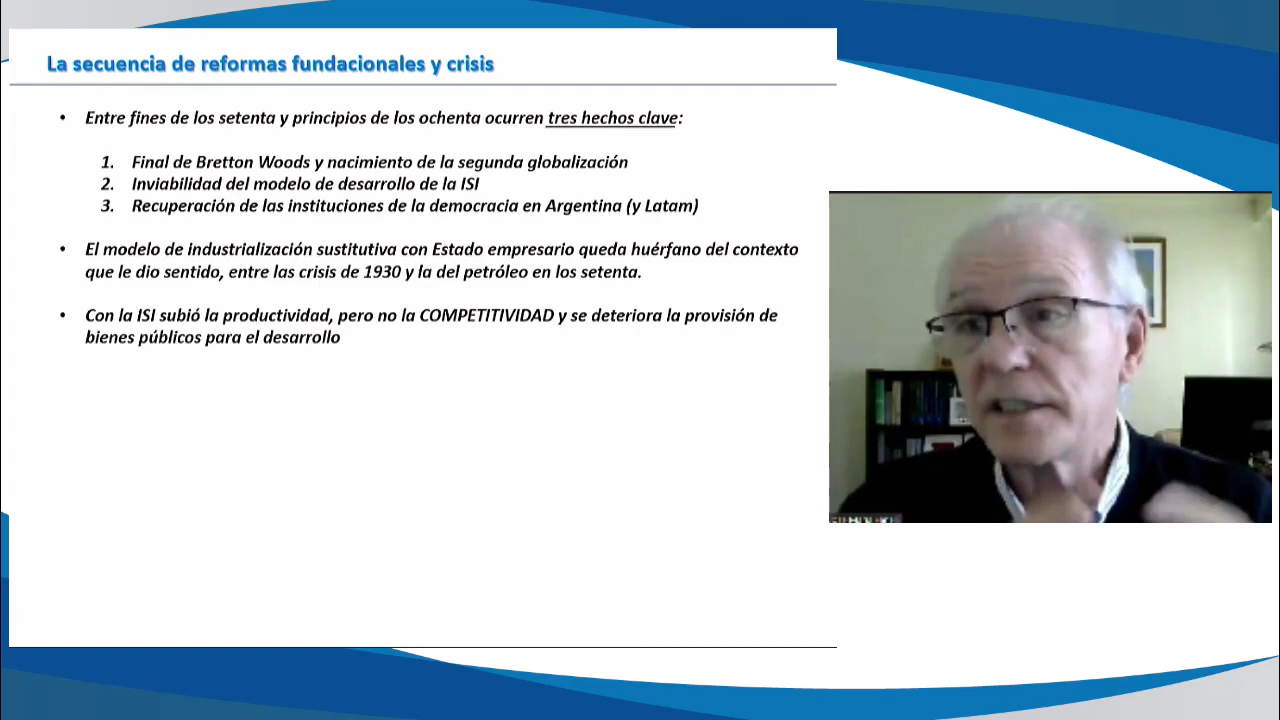 La secuencia de reformas fundacionales y crisis
• Entre fines de los setenta y principios de los ochenta ocurren tres hechos clave:
1. Final de Bretton Woods y nacimiento de la segunda globalización
2. Inviabilidad del modelo de desarrollo de la ISI
3. Recuperación de las instituciones de la democracia en Argentina (y Latam)
• El modelo de industrialización sustitutiva con Estado empresario queda huérfano del contexto
que le dio sentido, entre las crisis de 1930 y la del petróleo en los setenta.
• Con la ISI subió la productividad, pero no la COMPETITIVIDAD y se deteriora la provisión de
bienes públicos para el desarrollo